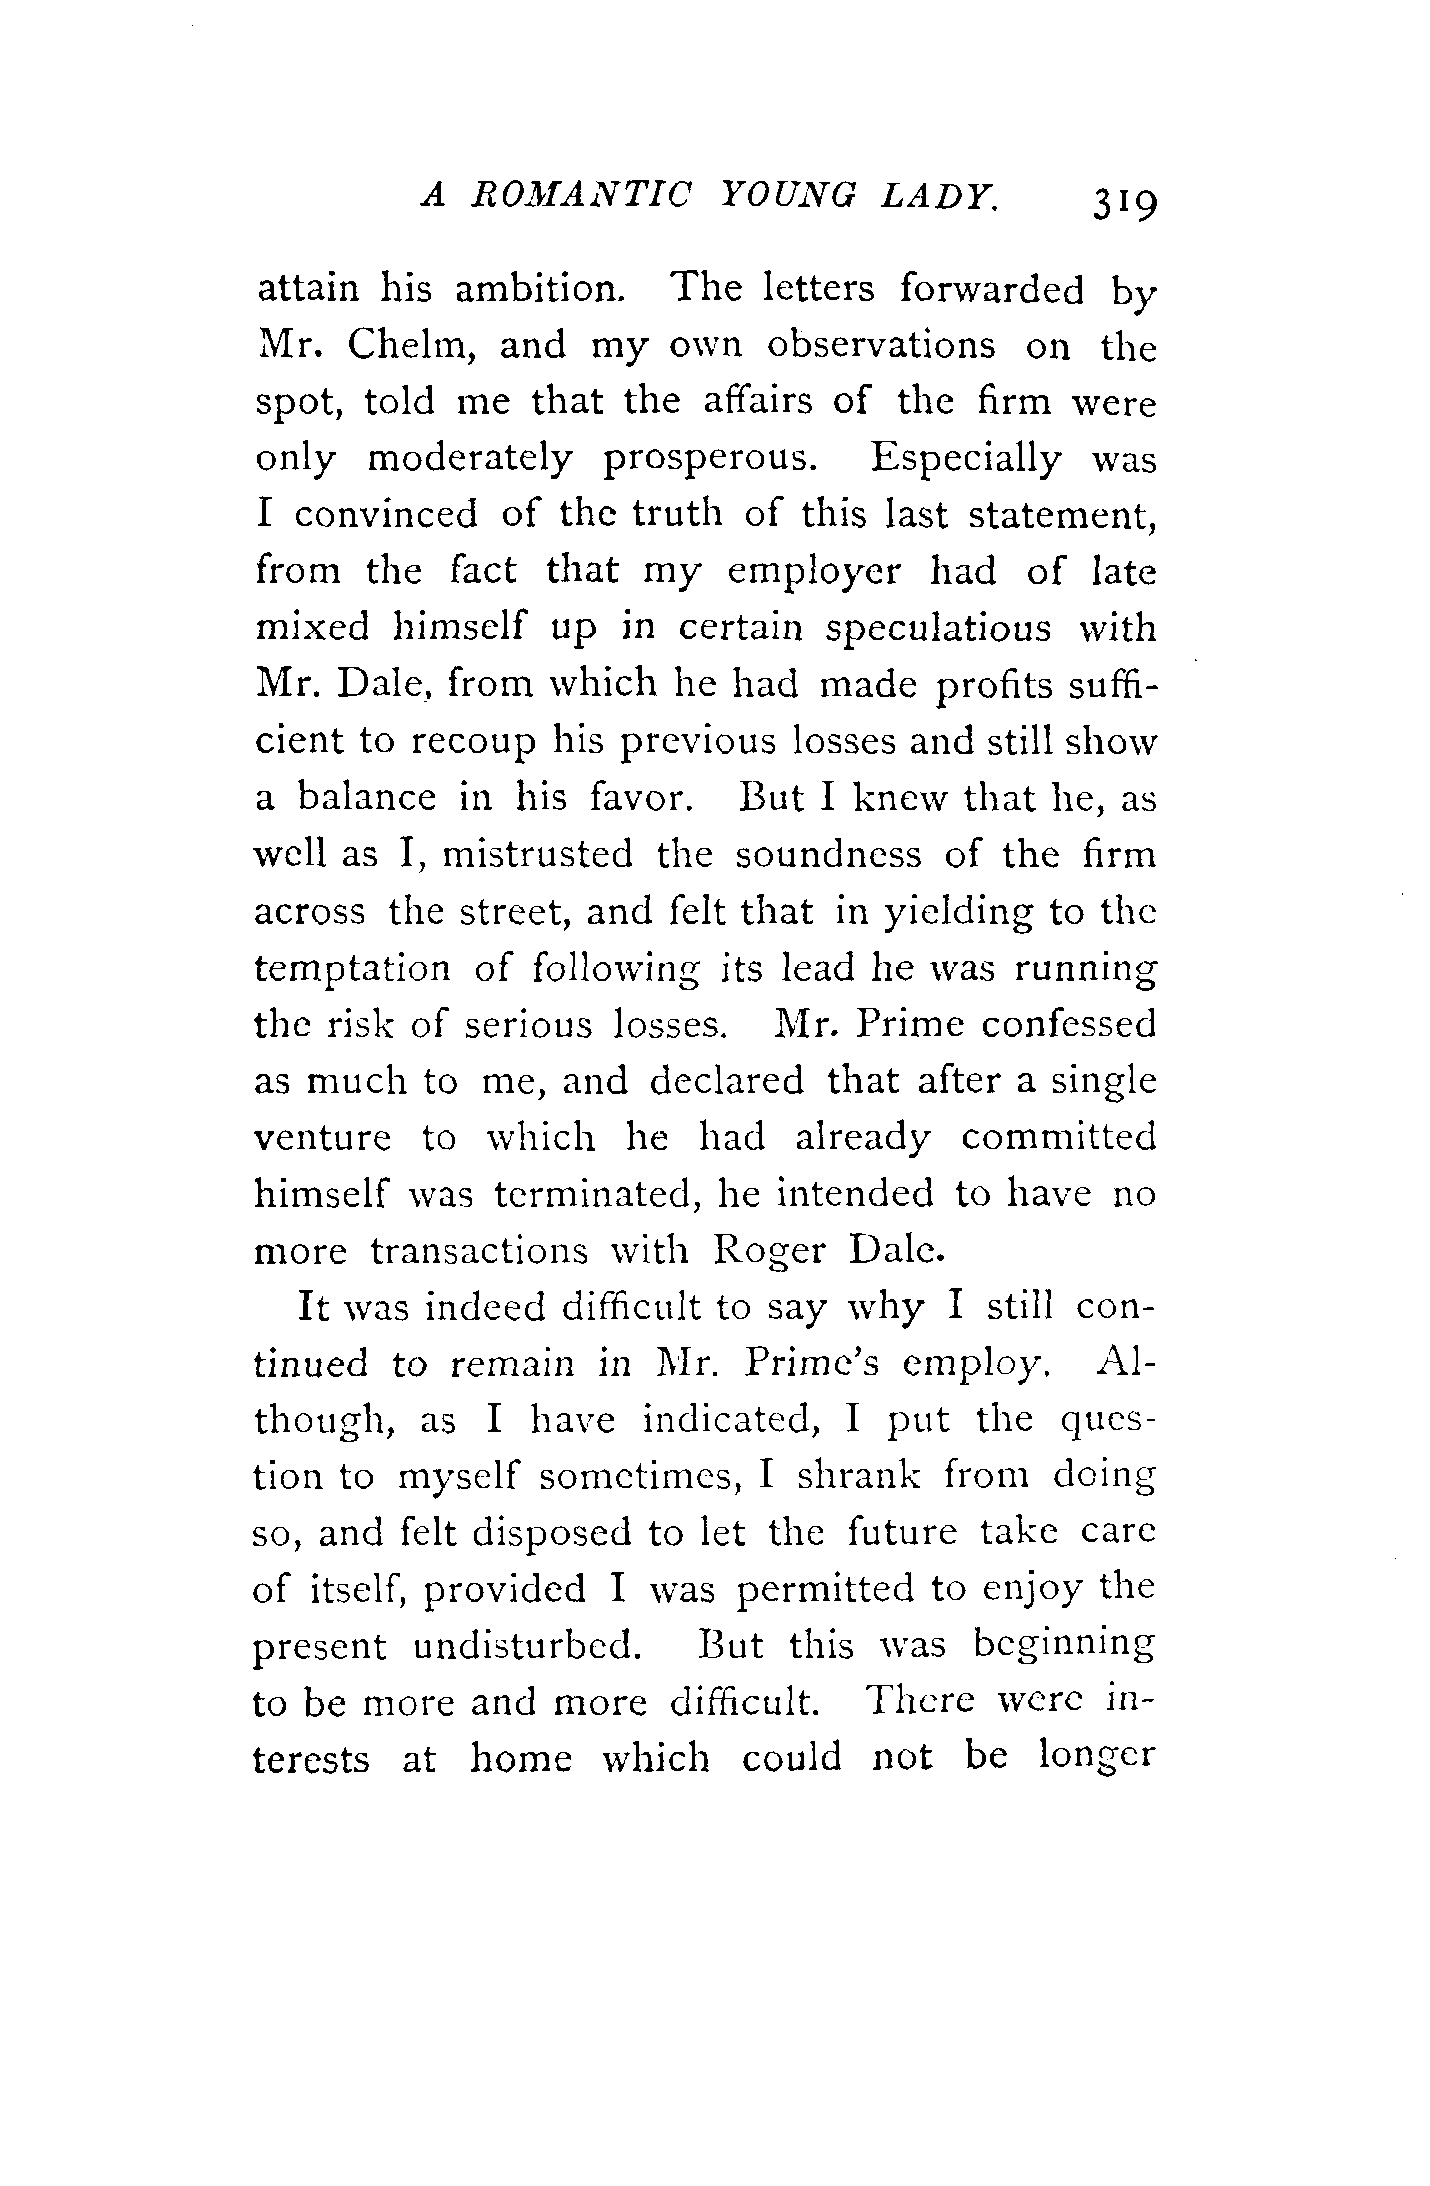 A ROMANTIC YOUNG LADY. 319
attain his ambition. The letters forwarded by
Mr. Chelm, and my own observations on the
spot, told me that the affairs of the firm were
only moderately prosperous. Especially was
I convinced of the truth of this last statement,
from the fact that my employer had of late
mixed himself up in certain speculatious with
Mr. Dale, from which he had made profits suffi-
cient to recoup his previous losses and still show
a balance in his favor. But I knew that he, as
well as I, mistrusted the soundness of the firm
across the street, and felt that in yielding to the
temptation of following its lead he was running
the risk of serious losses. Mr. Prime confessed
as much to me, and declared that after a single
venture to which he had already committed
himself was terminated, he intended to have no
more transactions with Roger Dale.
It was indeed difficult to say why I still con-
tinued to remain in Mr. Prime's employ. Al-
though, as I have indicated, I put the ques-
tion to myself sometimes, I shrank from doing
so, and felt disposed to let the future take care
of itself, provided I was permitted to enjoy the
present undisturbed. But this was beginning
to be more and more difficult. There were in-
terests at home which could not be longer